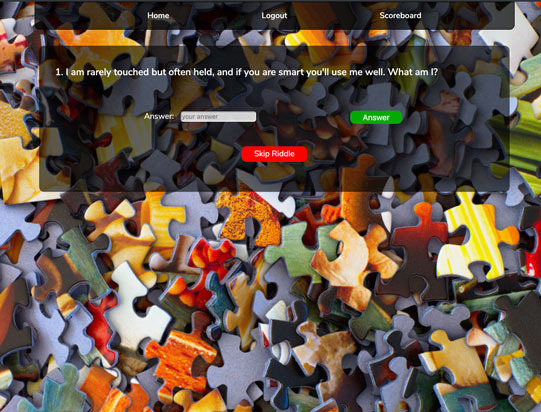 Home Logout Scoreboard
1. I am rarely touched but often held, and if you are smart you'll use me well. What am I?
Answer: your answer Answer
Skip Riddle